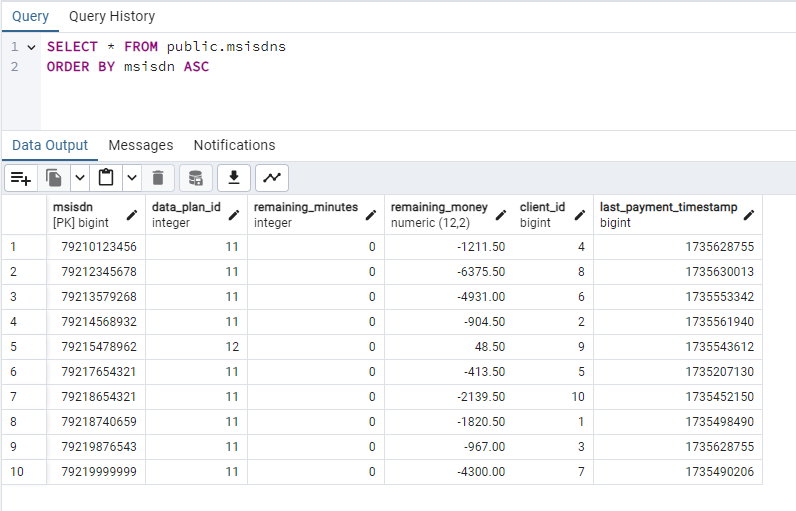 Query Query History
1 SELECT * FROM public.msisdns
2 ORDER BY msisdn ASC
Data Output Messages Notifications
msisdn data_plan_id remaining_minutes remaining_money client_id last_payment_timestamp
[PK] bigint integer integer numeric (12,2) bigint bigint
1 79210123456 11 0 -1211.50 4 1735628755
2 79212345678 11 0 -6375.50 8 1735630013
3 79213579268 11 0 -4931.00 6 1735553342
4 79214568932 11 0 -904.50 2 1735561940
5 79215478962 12 0 48.50 9 1735543612
6 79217654321 11 0 -413.50 5 1735207130
7 79218654321 11 0 -2139.50 10 1735452150
8 79218740659 11 0 -1820.50 1 1735498490
9 79219876543 11 0 -967.00 3 1735628755
10 79219999999 11 0 -4300.00 7 1735490206